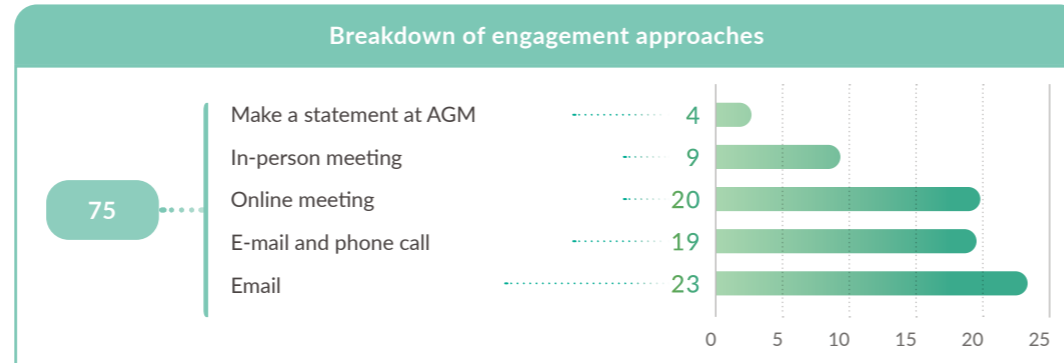 Breakdown of engagement approaches
75
Make a statement at AGM 4
In-person meeting 9
Online meeting 20
E-mail and phone call 19
Email 23
0 5 10 15 20 25